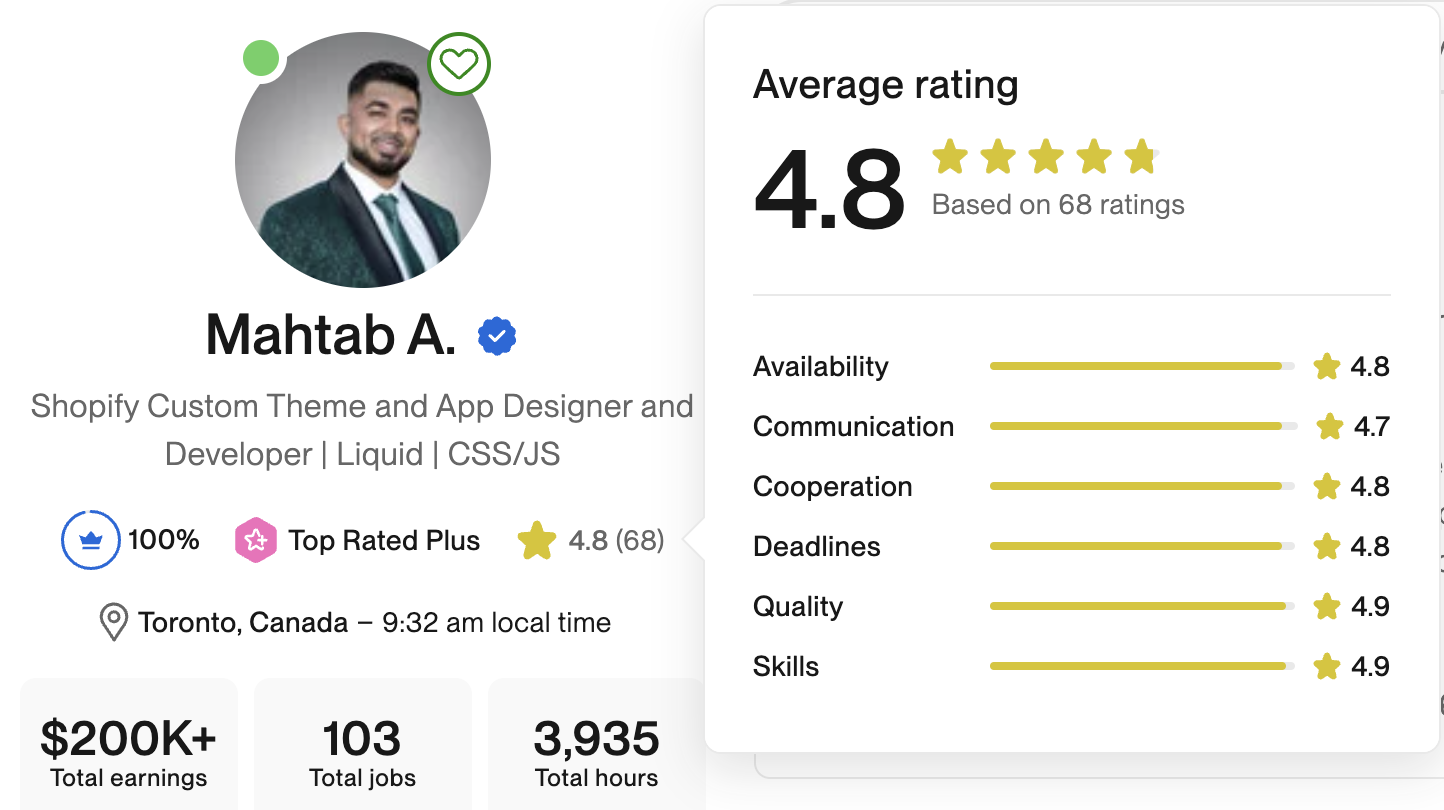 Mahtab A.
Shopify Custom Theme and App Designer and
Developer | Liquid | CSS/JS
100% Top Rated Plus 4.8 (68)
Toronto, Canada – 9:32 am local time
$200K+
Total earnings
103
Total jobs
3,935
Total hours
Average rating
4.8
Based on 68 ratings
Availability 4.8
Communication 4.7
Cooperation 4.8
Deadlines 4.8
Quality 4.9
Skills 4.9